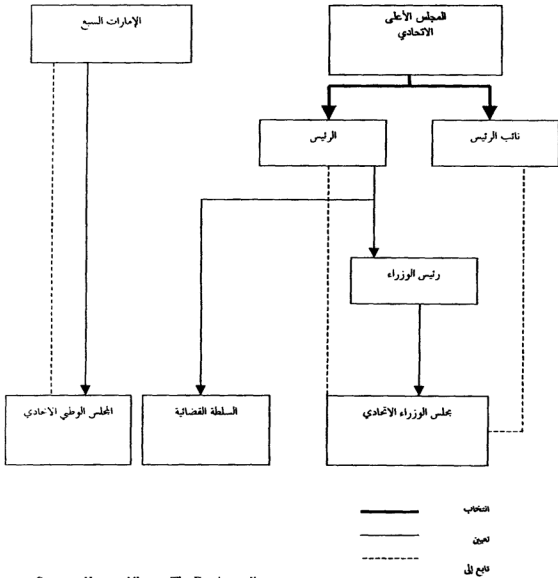 المجلس الأعلى
الاتحادي
الإمارات السبع
نائب الرئيس
الرئيس
رئيس الوزراء
مجلس الوزراء الاتحادي
السلطة القضائية
المجلس الوطني الاتحادي
انتخاب
تعيين
تابع إلى